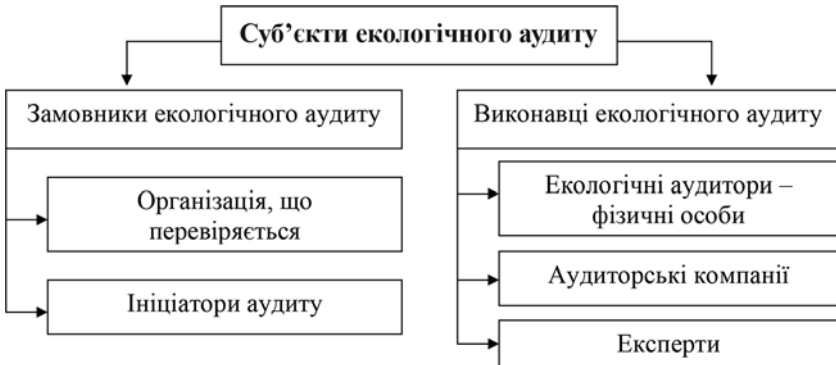 Суб’єкти екологічного аудиту
Замовники екологічного аудиту
Організація, що
перевіряється
Ініціатори аудиту
Виконавці екологічного аудиту
Екологічні аудитори –
фізичні особи
Аудиторські компанії
Експерти